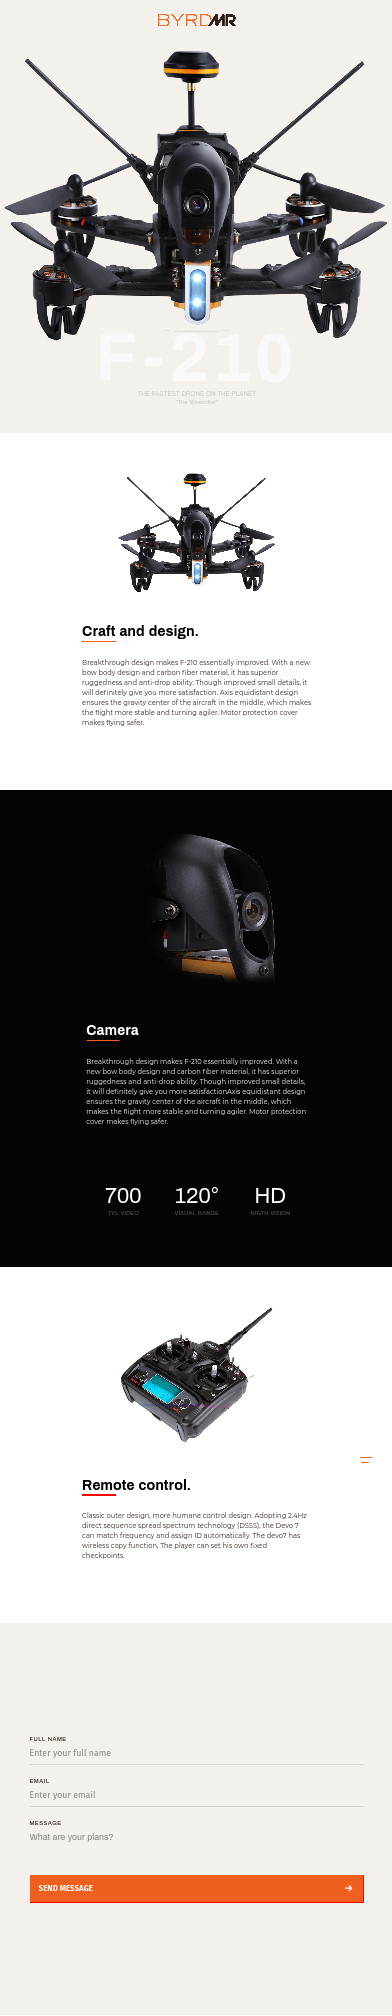 BYRDMR
F-210
THE FASTEST DRONE ON THE PLANET
Craft and design.
Breakthrough design makes F-210 essentially improved. With a new
bow body design and carbon fiber material, it has superior
ruggedness and anti-drop ability. Though improved small details, it
will definitely give you more satisfaction. Axis equidistant design
ensures the gravity center of the aircraft in the middle, which makes
the flight more stable and turning agiler. Motor protection cover
makes flying safer.
Camera
Breakthrough design makes F-210 essentially improved. With a
new bow body design and carbon fiber material, it has superior
ruggedness and anti-drop ability. Though improved small details,
it will definitely give you more satisfactionAxis equidistant design
ensures the gravity center of the aircraft in the middle, which
makes the flight more stable and turning agiler. Motor protection
cover makes flying safer.
700 120° HD
TVL VIDEO VISUAL RANGE NIGTH VISION
Remote control.
Classic outer design, more humane control design. Adopting 2.4Hz
direct sequence spread spectrum technology (DSSS), the Devo 7
can match frequency and assign ID automatically. The devo7 has
wireless copy function, The player can set his own fixed
checkpoints.
FULL NAME
Enter your full name
EMAIL
Enter your email
MESSAGE
What are your plans?
SEND MESSAGE